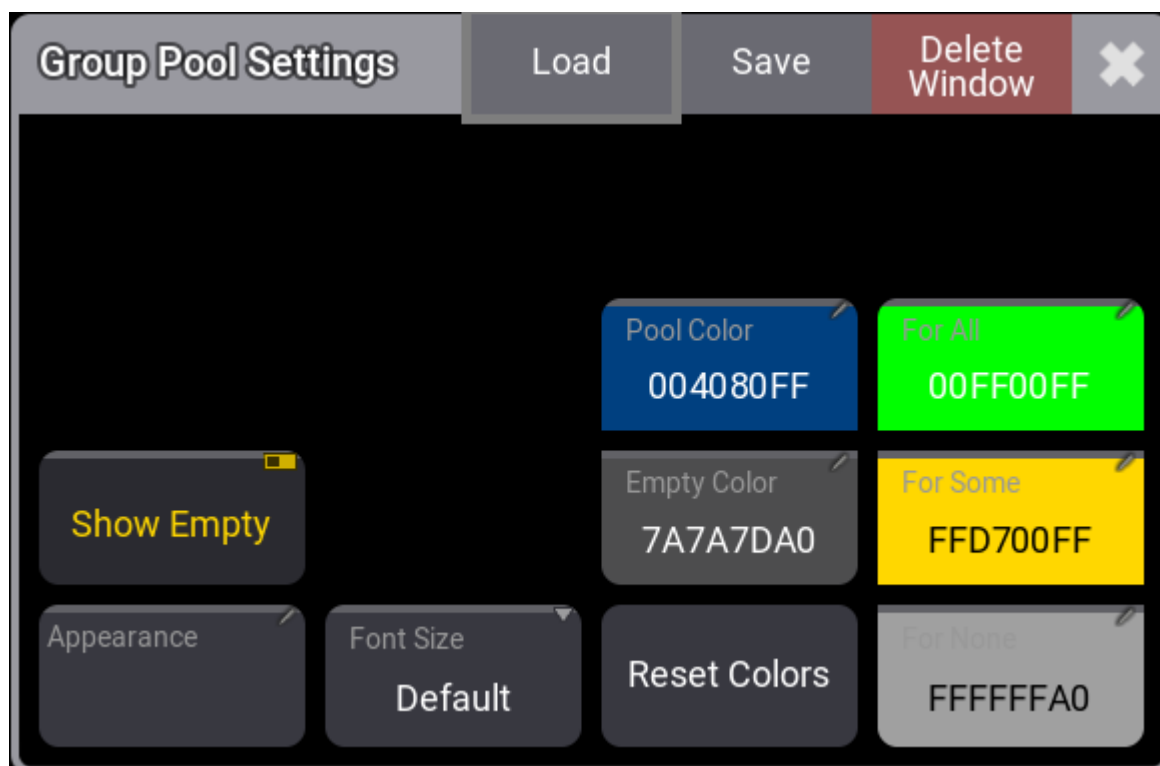 Group Pool Settings
Load
Save
Delete
Window
Pool Color
004080FF
For All
00FF00FF
Show Empty
Empty Color
7A7A7DA0
For Some
FFD700FF
Appearance
Font Size
Default
Reset Colors
For None
FFFFFFA0